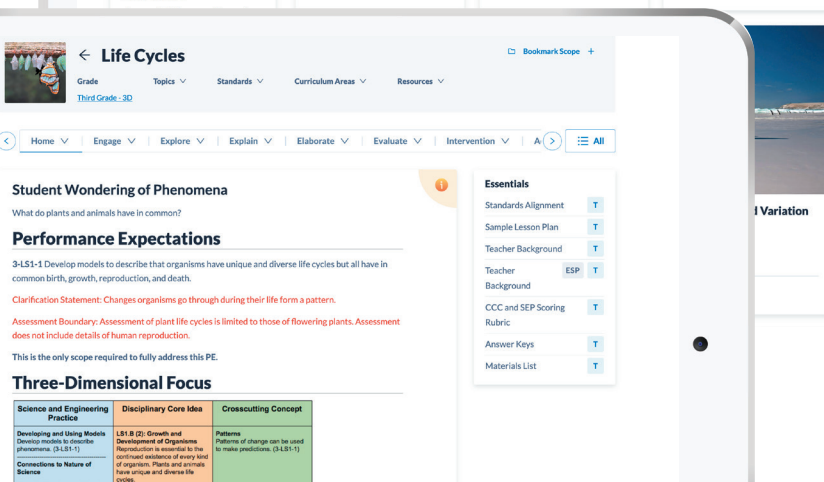 ← Life Cycles
Bookmark Scope +
Grade
Topics
Standards
Curriculum Areas
Resources
Third Grade - 3D
Home
Engage
Explore
Explain
Elaborate
Evaluate
Intervention
All
Student Wondering of Phenomena
What do plants and animals have in common?
Performance Expectations
3-LS1-1 Develop models to describe that organisms have unique and diverse life cycles but all have in
common birth, growth, reproduction, and death.
Clarification Statement: Changes organisms go through during their life form a pattern.
Assessment Boundary: Assessment of plant life cycles is limited to those of flowering plants. Assessment
does not include details of human reproduction.
This is the only scope required to fully address this PE.
Three-Dimensional Focus
Science and Engineering
Practice
Developing and Using Models
Develop models to describe
phenomena. (3-LS1-1)
Connections to Nature of
Science
Disciplinary Core Idea
LS1.B (2): Growth and
Development of Organisms
Reproduction is essential to the
continued existence of every kind
of organism. Plants and animals
have unique and diverse life
cycles.
Crosscutting Concept
Patterns
Patterns of change can be used
to make predictions. (3-LS1-1)
Essentials
Standards Alignment T
Sample Lesson Plan T
Teacher Background T
Teacher ESP T
Background
CCC and SEP Scoring T
Rubric
Answer Keys T
Materials List T
Variation